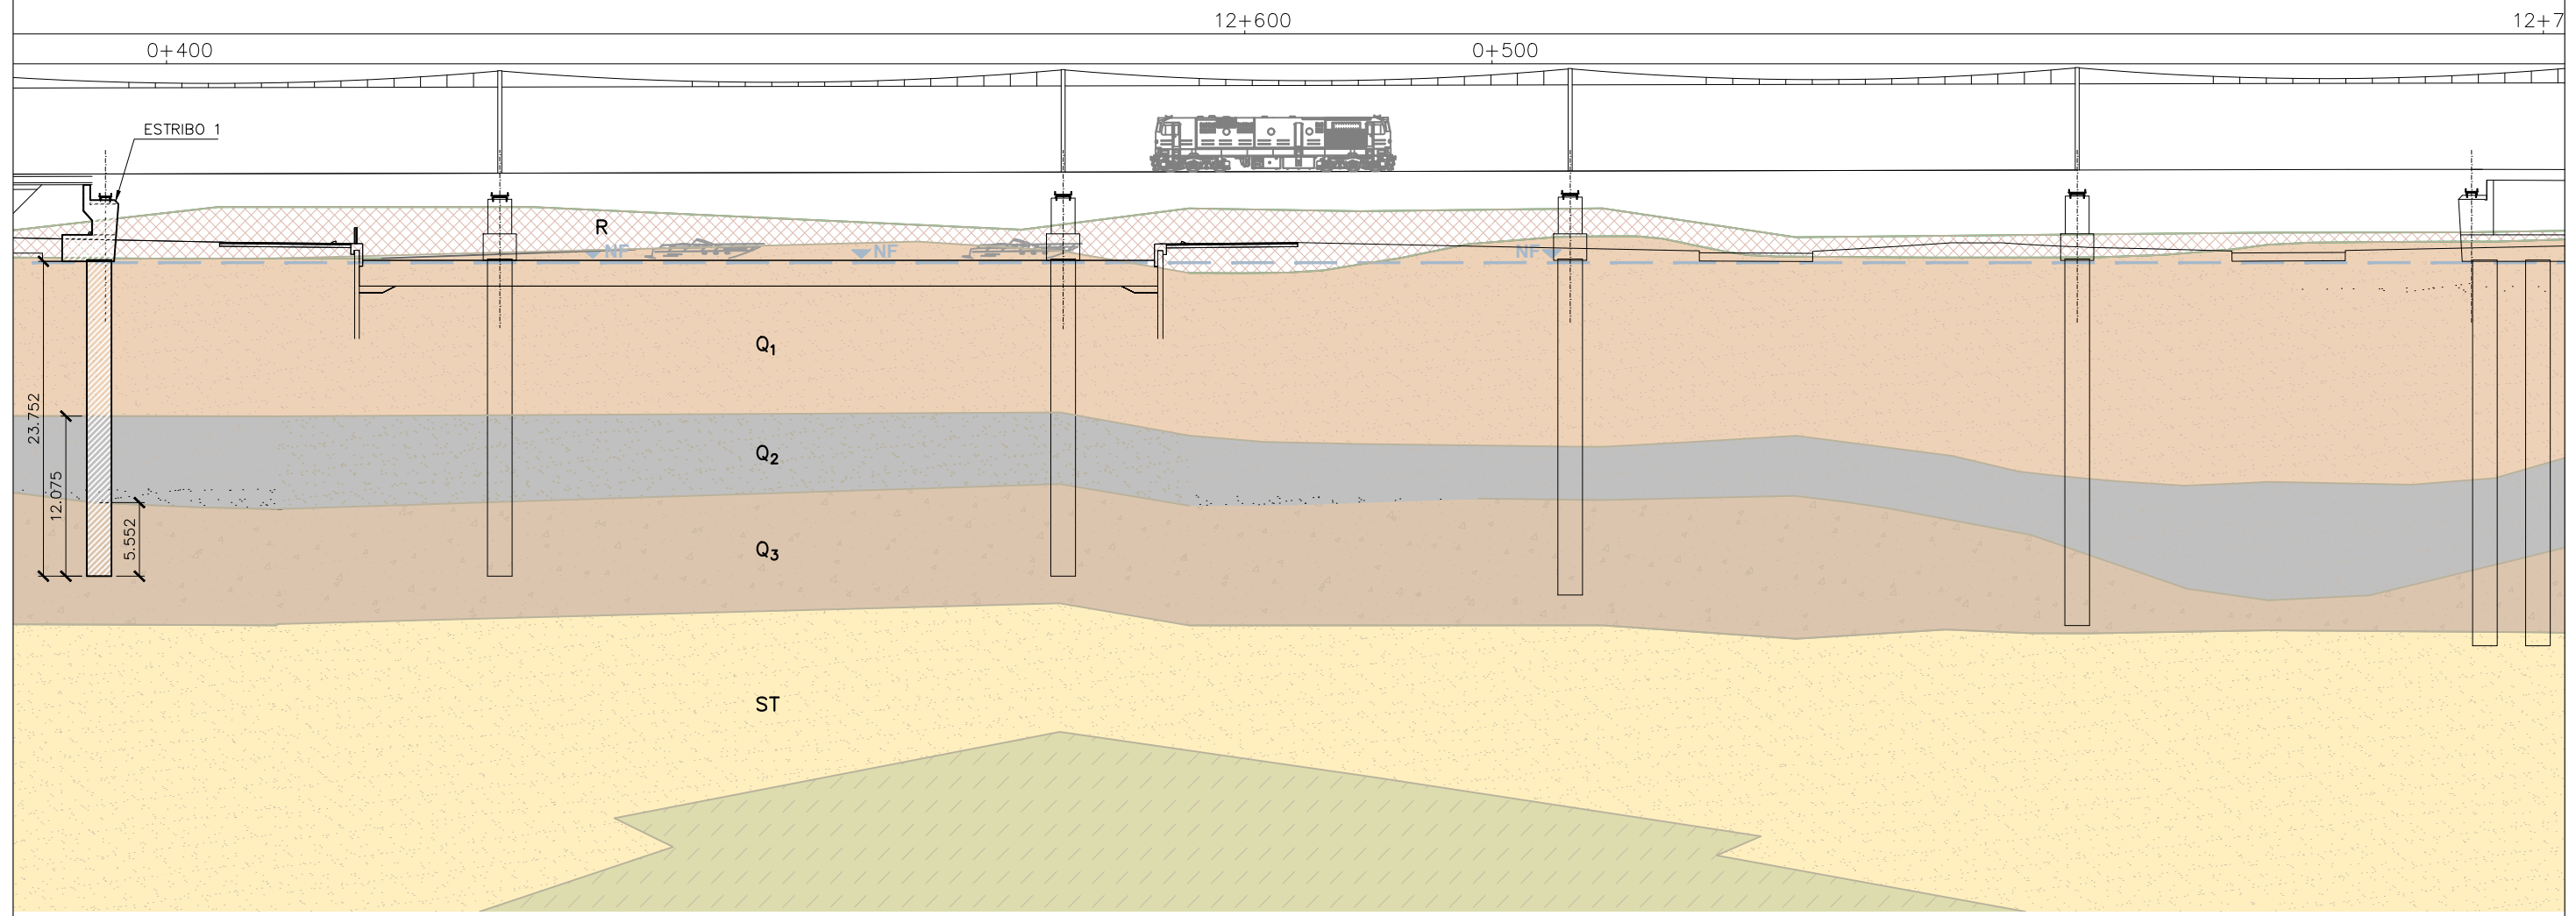 12+600
12+7
0+400
0+500
ESTRIBO 1
R
NF
NF
NF
Q1
23.752
Q2
12.075
5.552
Q3
ST